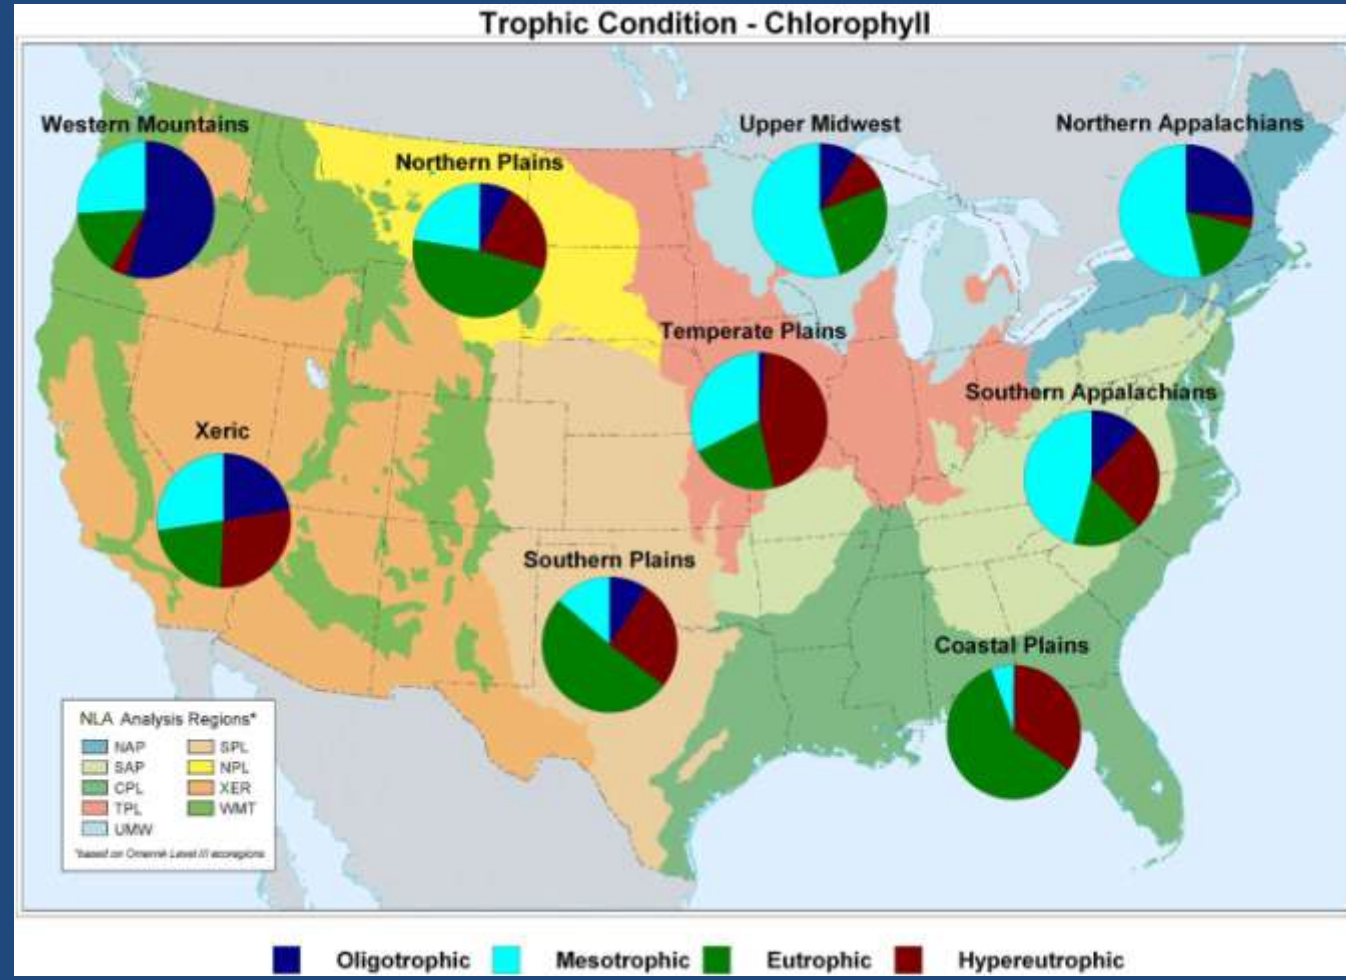 Trophic Condition - Chlorophyll
Western Mountains
Upper Midwest
Northern Appalachians
Northern Plains
Temperate Plains
Southern Appalachians
Xeric
Southern Plains
Coastal Plains
NLA Analysis Regions*
NAP SPL
SAP NPL
CPL XER
TPL WMT
UMW
*based on Omernik Level III ecoregions
Oligotrophic Mesotrophic Eutrophic Hypereutrophic